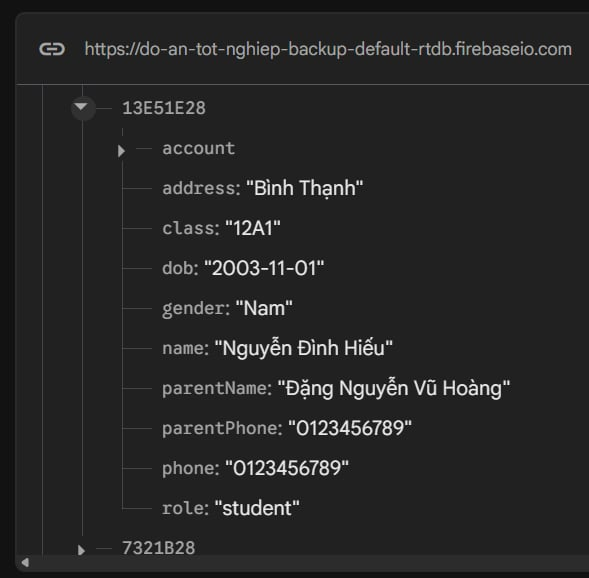 https://do-an-tot-nghiep-backup-default-rtdb.firebaseio.com
13E51E28
account
address: "Bình Thạnh"
class: "12A1"
dob: "2003-11-01"
gender: "Nam"
name: "Nguyễn Đình Hiếu"
parentName: "Đặng Nguyễn Vũ Hoàng"
parentPhone: "0123456789"
phone: "0123456789"
role: "student"
7321B28